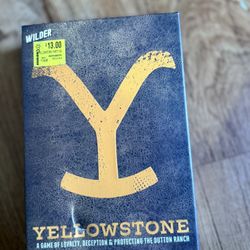 WILDER
$13.00
Y
YELLOWSTONE
A GAME OF LOYALTY, DECEPTION & PROTECTING THE DUTTON RANCH